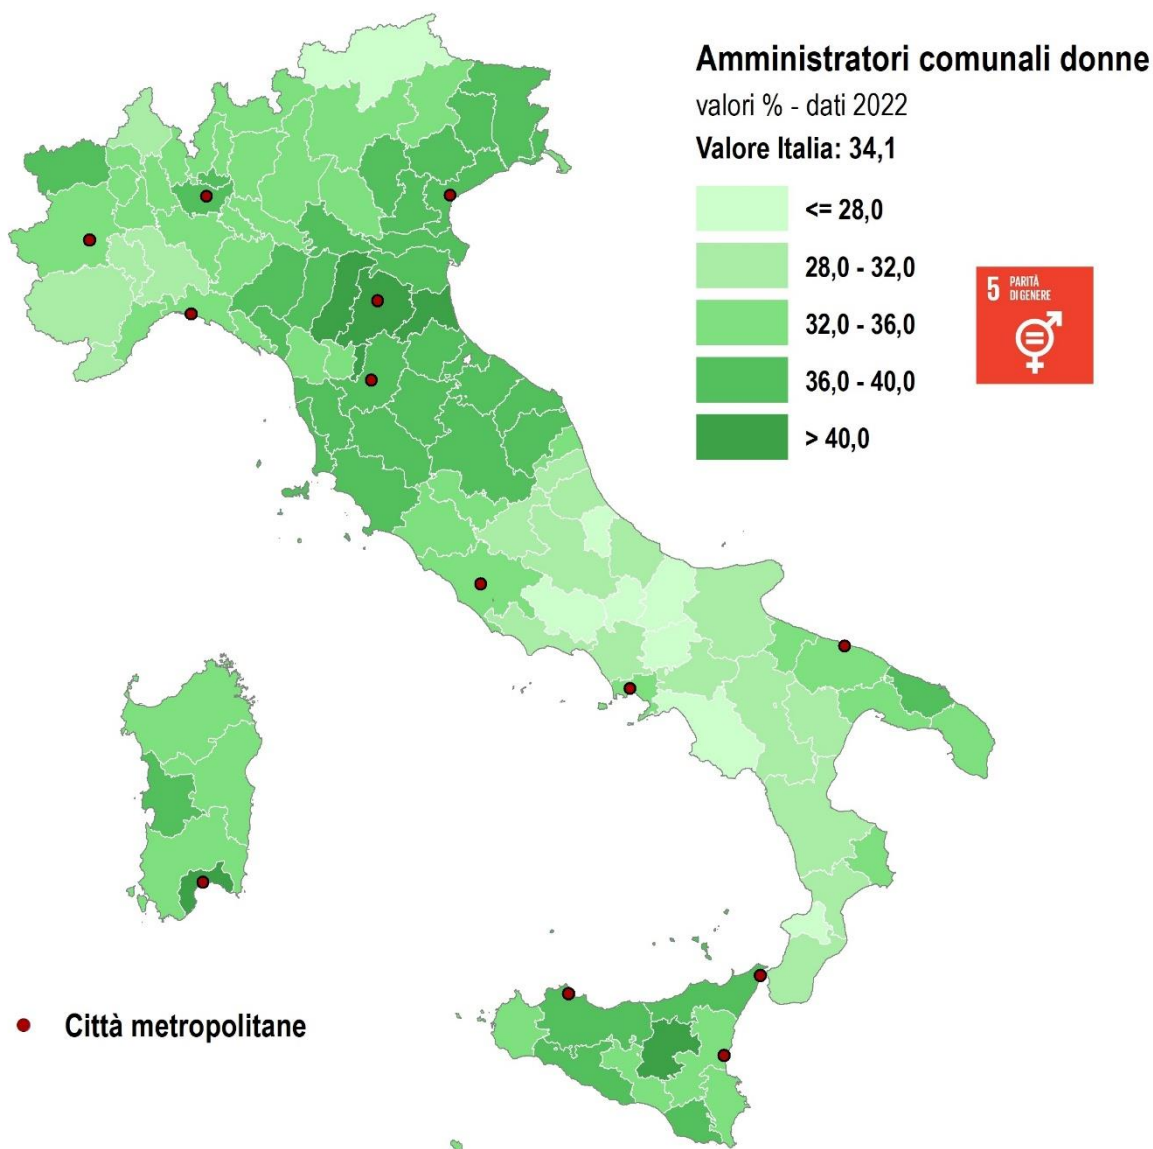 Amministratori comunali donne
valori % - dati 2022
Valore Italia: 34,1
<= 28,0
28,0 - 32,0
32,0 - 36,0
36,0 - 40,0
> 40,0
5 PARITÀ
DI GENERE
Città metropolitane